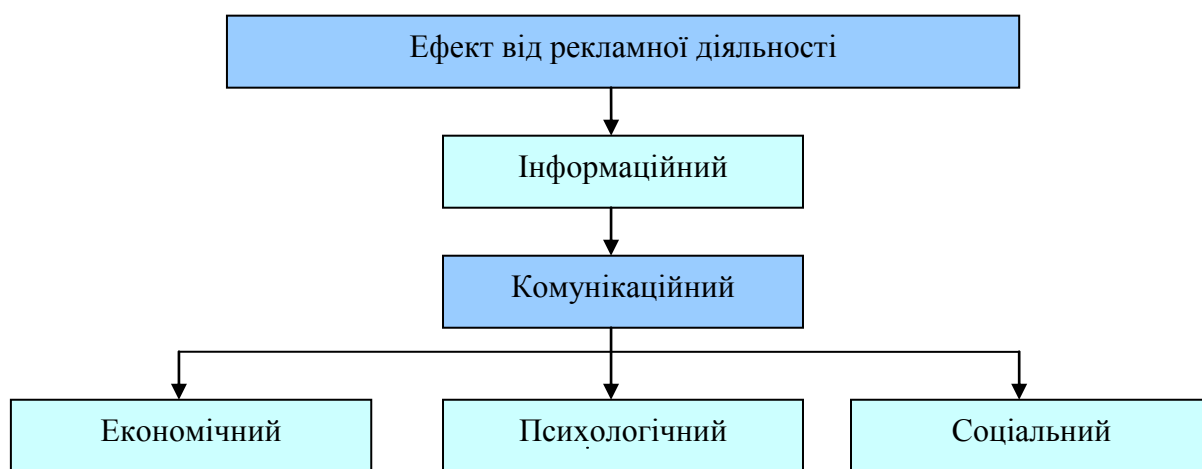 Ефект від рекламної діяльності
Інформаційний
Комунікаційний
Економічний
Психологічний
Соціальний